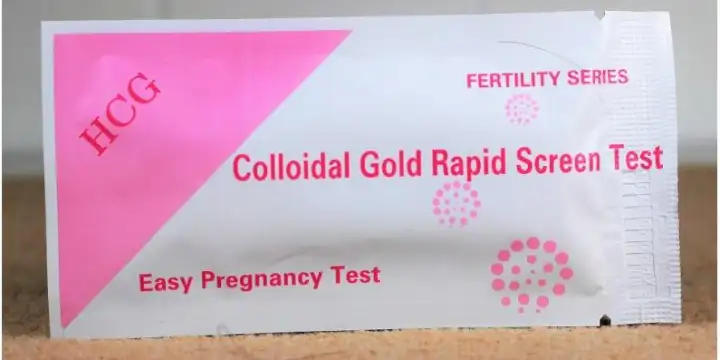 HCG
FERTILITY SERIES
Colloidal Gold Rapid Screen Test
Easy Pregnancy Test